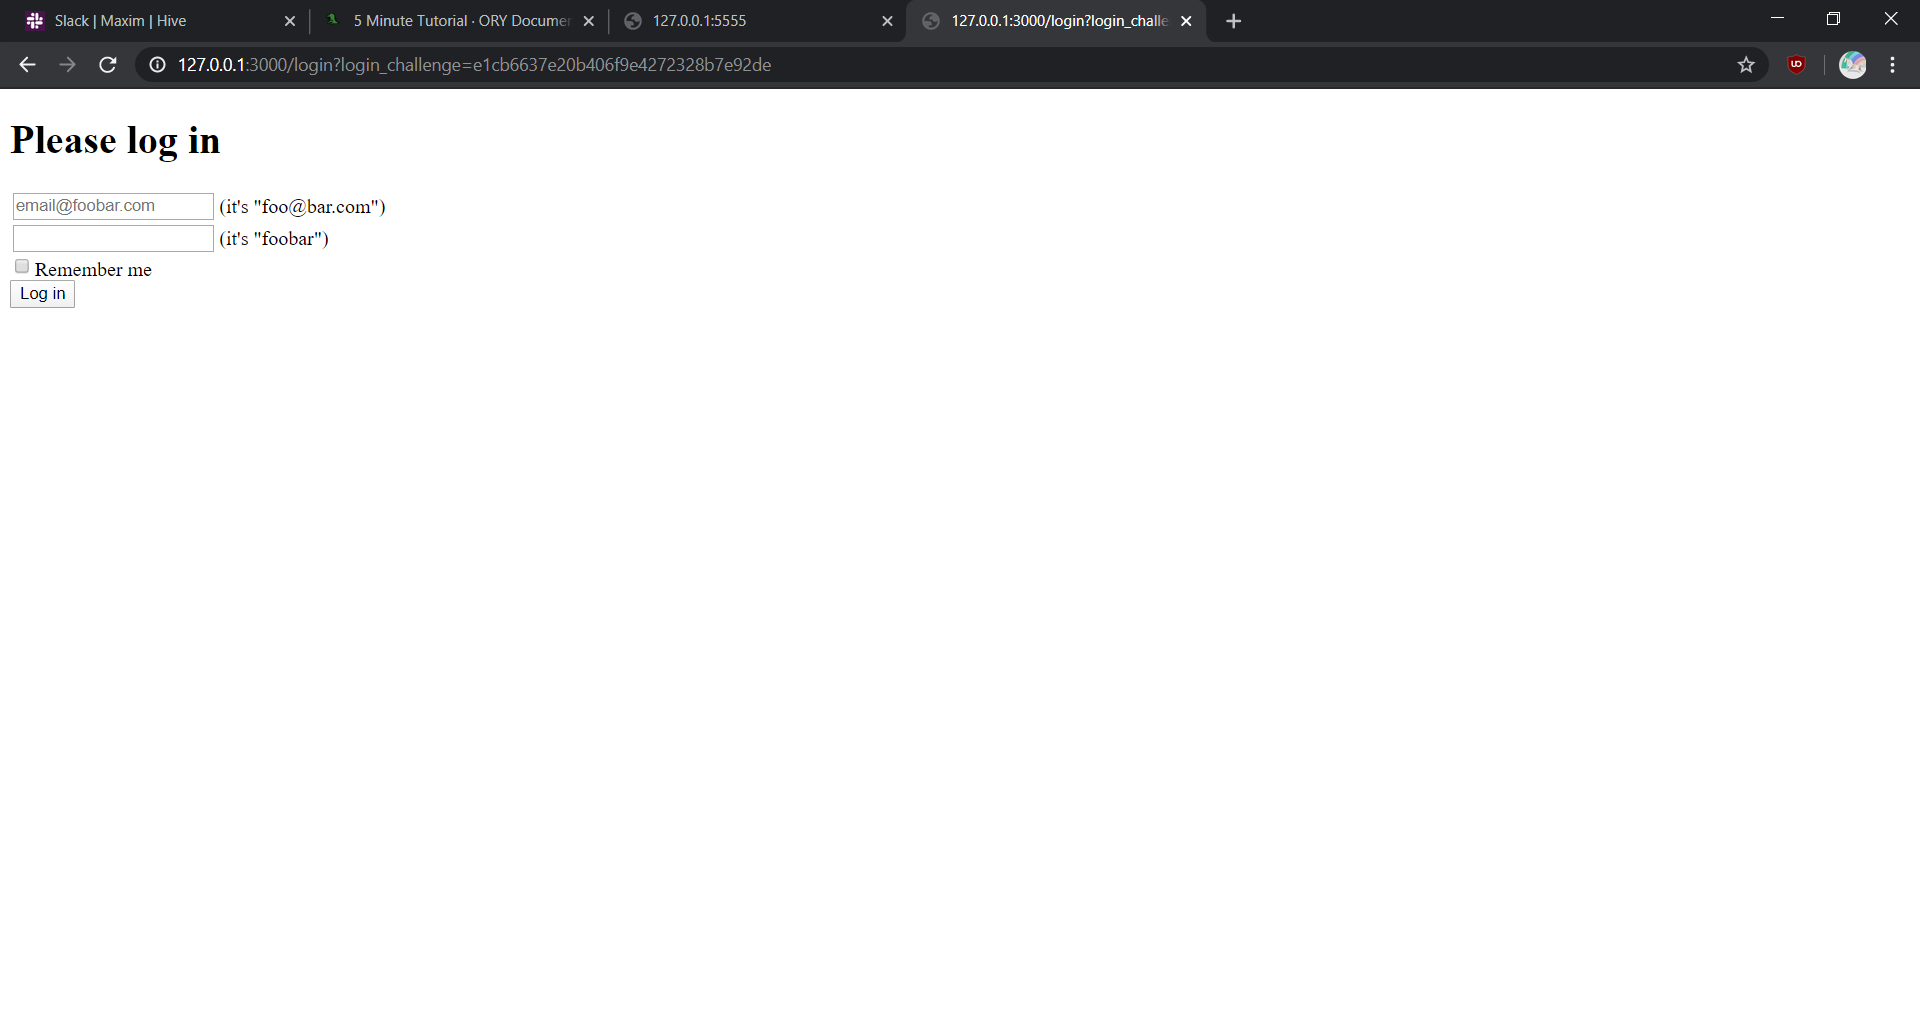 Slack | Maxim | Hive
5 Minute Tutorial · ORY Documen
127.0.0.1:5555
127.0.0.1:3000/login?login_challe
127.0.0.1:3000/login?login_challenge=e1cb6637e20b406f9e4272328b7e92de
Please log in
email@foobar.com (it's "foo@bar.com")
(it's "foobar")
Remember me
Log in